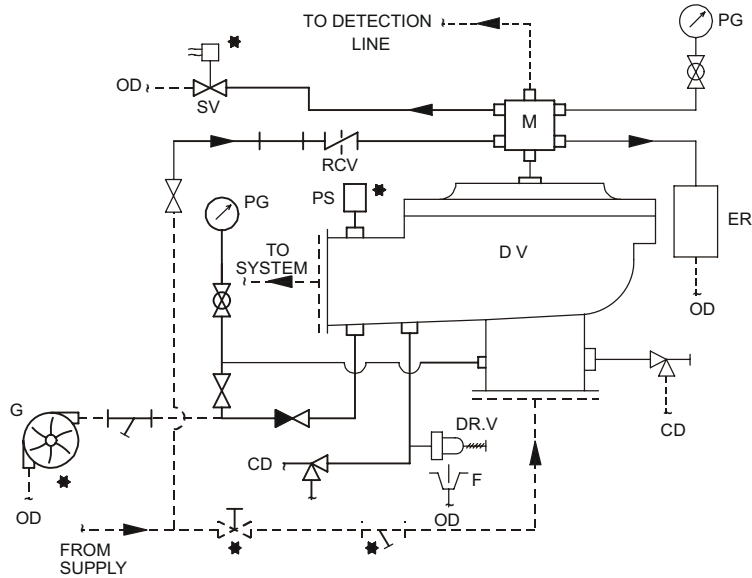 TO DETECTION
LINE
PG
OD
SV
M
RCV
PG
PS
ER
TO
SYSTEM
D V
OD
G
DR.V
CD
CD
F
OD
OD
FROM
SUPPLY